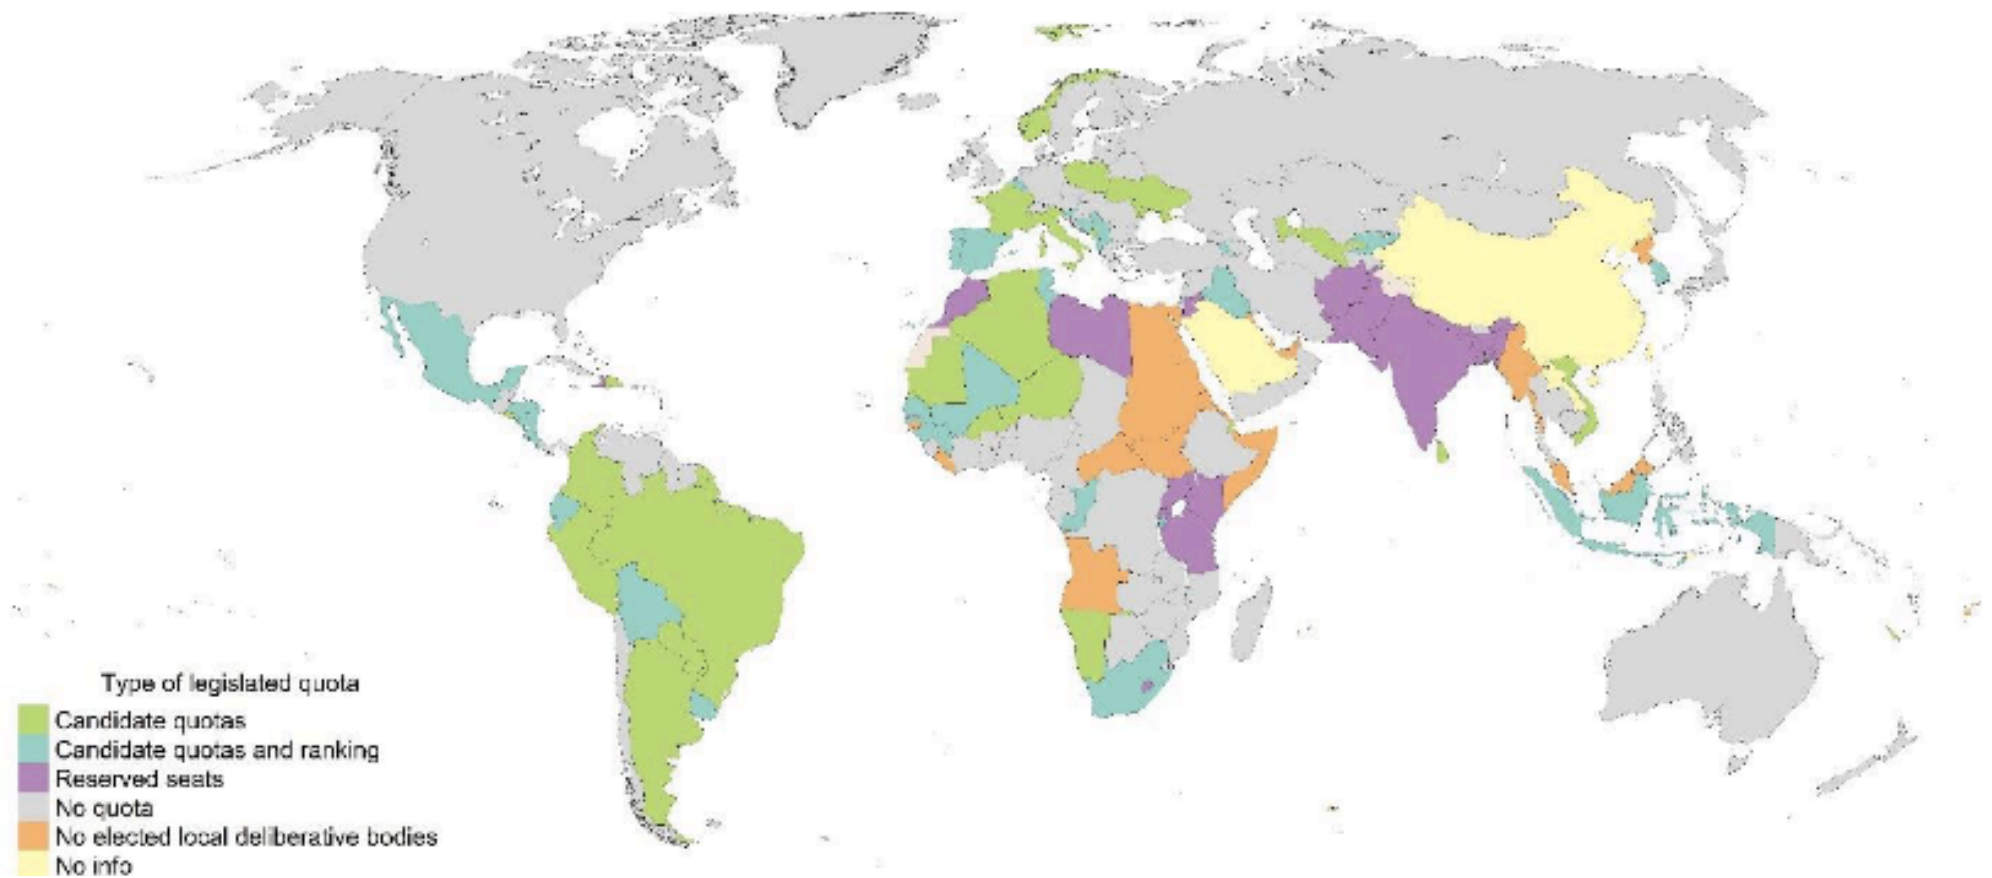 Type of legislated quota
Candidate quotas
Candidate quotas and ranking
Reserved seats
No quota
No elected local deliberative bodies
No info